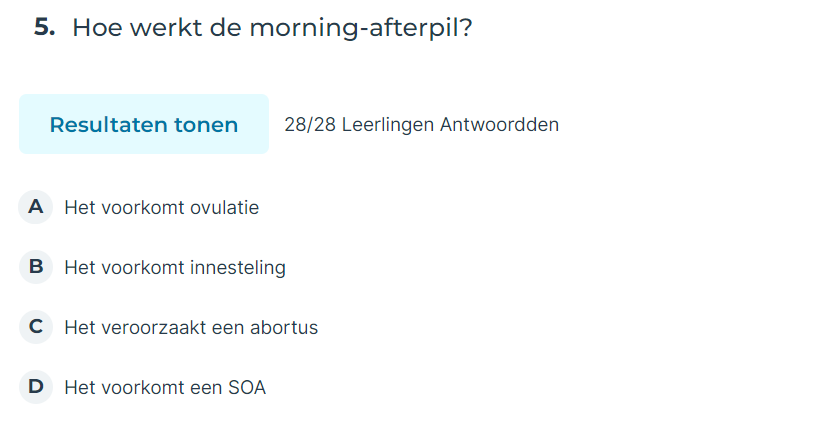 5. Hoe werkt de morning-afterpil?
Resultaten tonen 28/28 Leerlingen Antwoordden
A Het voorkomt ovulatie
B Het voorkomt innesteling
C Het veroorzaakt een abortus
D Het voorkomt een SOA